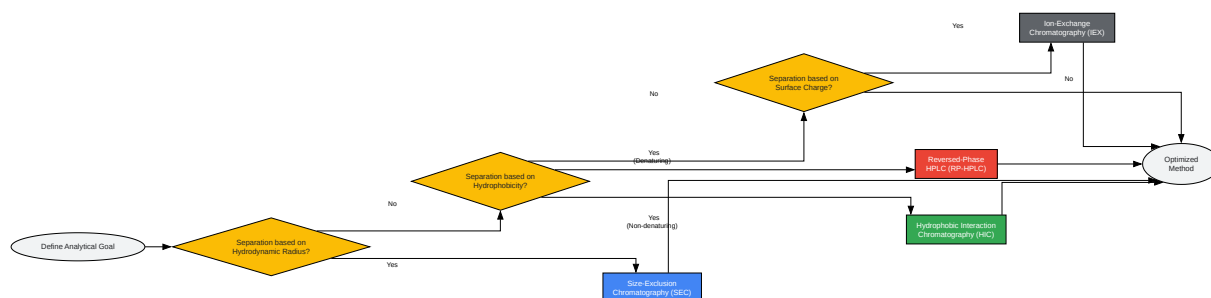 Ion-Exchange
Chromatography (IEX)
Yes
No
Separation based on
Surface Charge?
No
Yes
(Denaturing)
Reversed-Phase
HPLC (RP-HPLC)
Optimized
Method
Separation based on
Hydrophobicity?
No
Yes
(Non-denaturing)
Hydrophobic Interaction
Chromatography (HIC)
Define Analytical Goal
Separation based on
Hydrodynamic Radius?
Yes
Size-Exclusion
Chromatography (SEC)